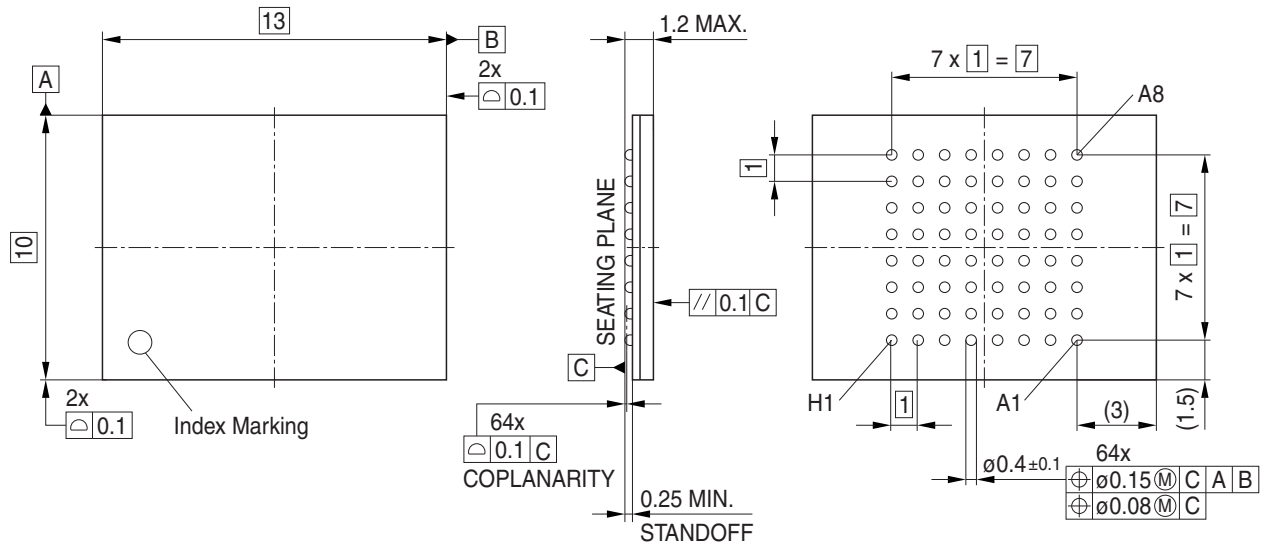 13
B
2x
⌓ 0.1
A
10
2x
⌓ 0.1
Index Marking
1.2 MAX.
SEATING PLANE
// 0.1 C
C
64x
⌓ 0.1 C
COPLANARITY
0.25 MIN.
STANDOFF
7 x 1 = 7
A8
1
7 x 1 = 7
H1
1
A1
(3)
(1.5)
ø0.4±0.1
64x
⌖ ø0.15 Ⓜ C A B
⌖ ø0.08 Ⓜ C